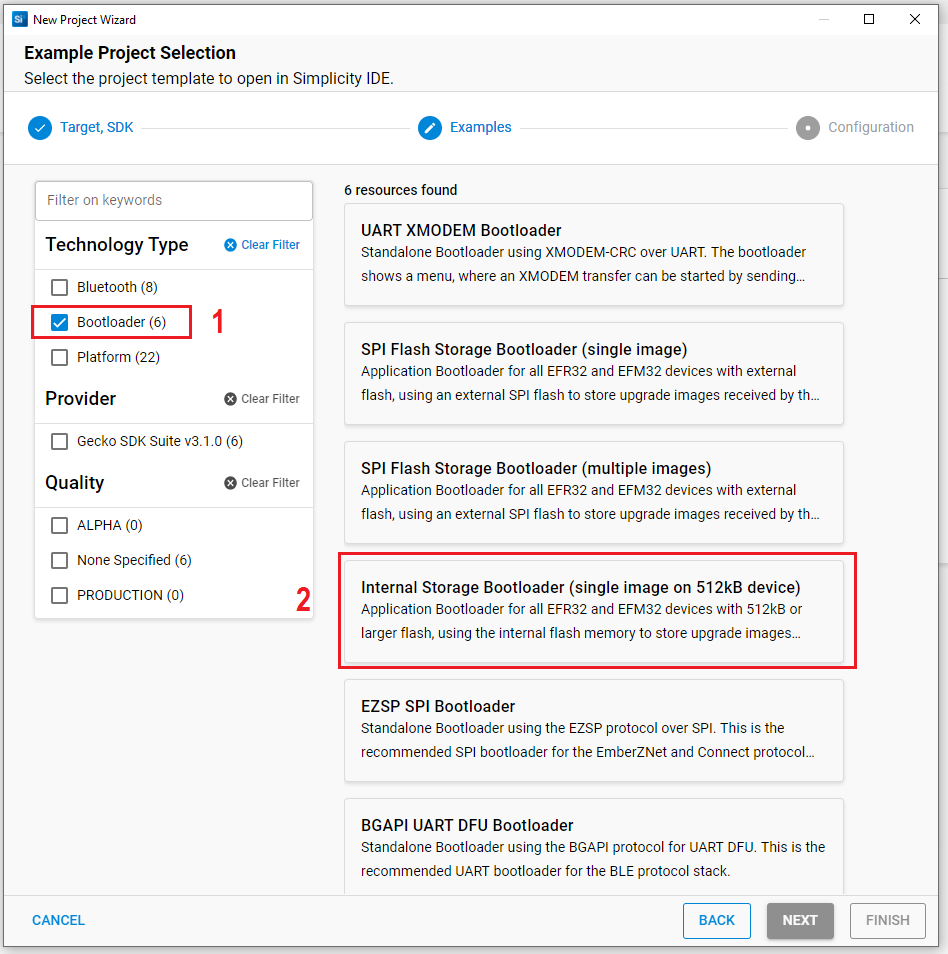 Si New Project Wizard
Example Project Selection
Select the project template to open in Simplicity IDE.
Target, SDK
Examples
Configuration
Filter on keywords
Technology Type
Clear Filter
Bluetooth (8)
Bootloader (6)
1
Platform (22)
Provider
Clear Filter
Gecko SDK Suite v3.1.0 (6)
Quality
Clear Filter
ALPHA (0)
None Specified (6)
PRODUCTION (0)
2
6 resources found
UART XMODEM Bootloader
Standalone Bootloader using XMODEM-CRC over UART. The bootloader
shows a menu, where an XMODEM transfer can be started by sending...
SPI Flash Storage Bootloader (single image)
Application Bootloader for all EFR32 and EFM32 devices with external
flash, using an external SPI flash to store upgrade images received by th...
SPI Flash Storage Bootloader (multiple images)
Application Bootloader for all EFR32 and EFM32 devices with external
flash, using an external SPI flash to store upgrade images received by th...
Internal Storage Bootloader (single image on 512kB device)
Application Bootloader for all EFR32 and EFM32 devices with 512kB or
larger flash, using the internal flash memory to store upgrade images...
EZSP SPI Bootloader
Standalone Bootloader using the EZSP protocol over SPI. This is the
recommended SPI bootloader for the EmberZNet and Connect protocol...
BGAPI UART DFU Bootloader
Standalone Bootloader using the BGAPI protocol for UART DFU. This is the
recommended UART bootloader for the BLE protocol stack.
CANCEL
BACK
NEXT
FINISH